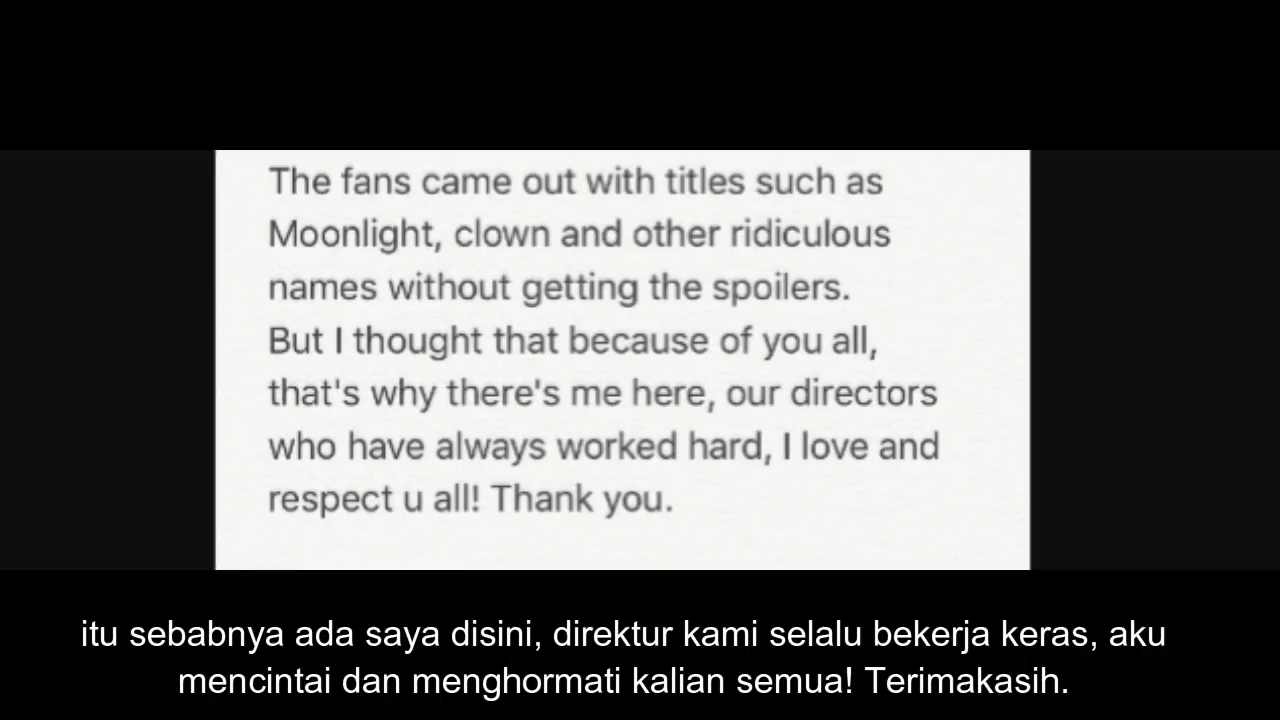 The fans came out with titles such as
Moonlight, clown and other ridiculous
names without getting the spoilers.
But I thought that because of you all,
that's why there's me here, our directors
who have always worked hard, I love and
respect u all! Thank you.
itu sebabnya ada saya disini, direktur kami selalu bekerja keras, aku
mencintai dan menghormati kalian semua! Terimakasih.